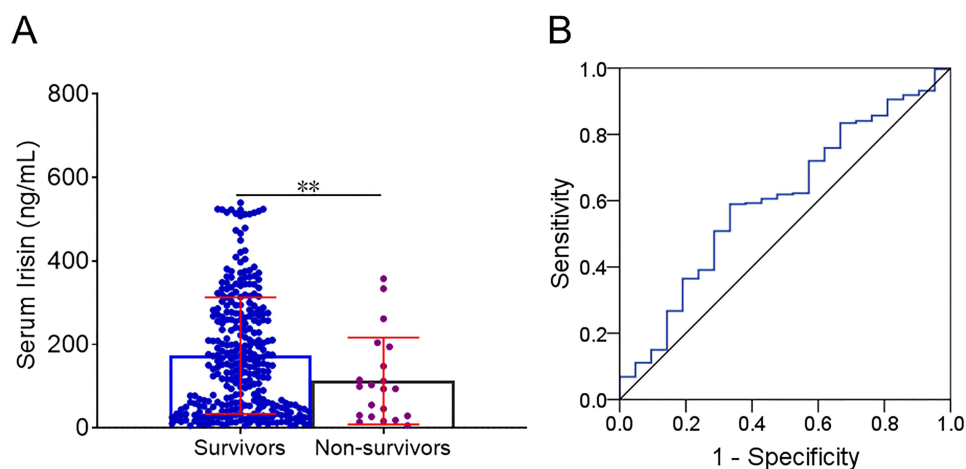 A
Serum Irisin (ng/mL)
800
600
400
200
0
**
Survivors
Non-survivors
B
Sensitivity
1.0
0.8
0.6
0.4
0.2
0.0
0.0 0.2 0.4 0.6 0.8 1.0
1 - Specificity